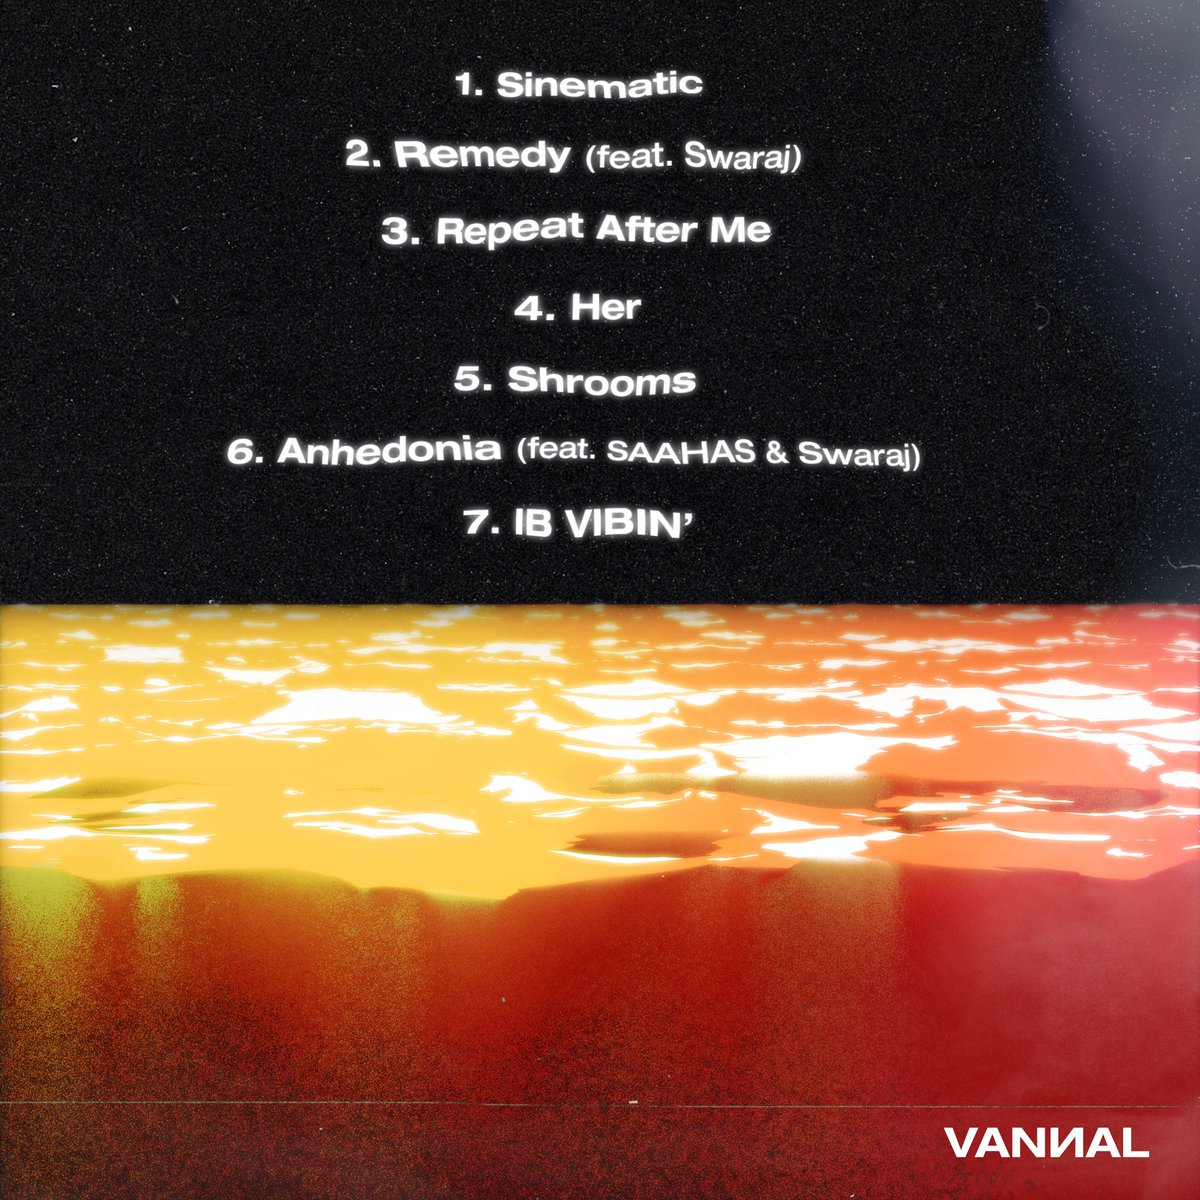 1. Sinematic
2. Remedy (feat. Swaraj)
3. Repeat After Me
4. Her
5. Shrooms
6. Anhedonia (feat. SAAHAS & Swaraj)
7. IB VIBIN’
VANИAL